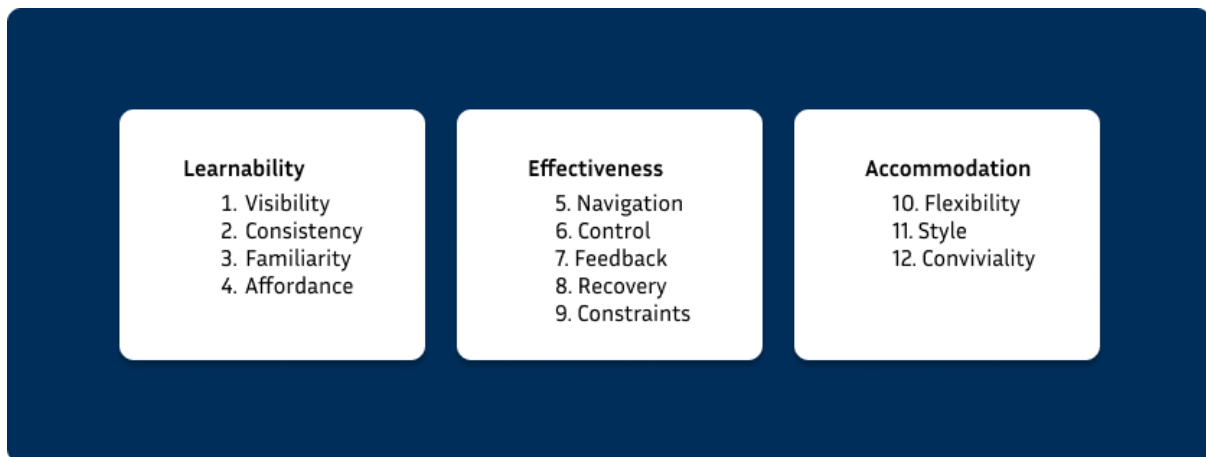 Learnability
1. Visibility
2. Consistency
3. Familiarity
4. Affordance
Effectiveness
5. Navigation
6. Control
7. Feedback
8. Recovery
9. Constraints
Accommodation
10. Flexibility
11. Style
12. Conviviality